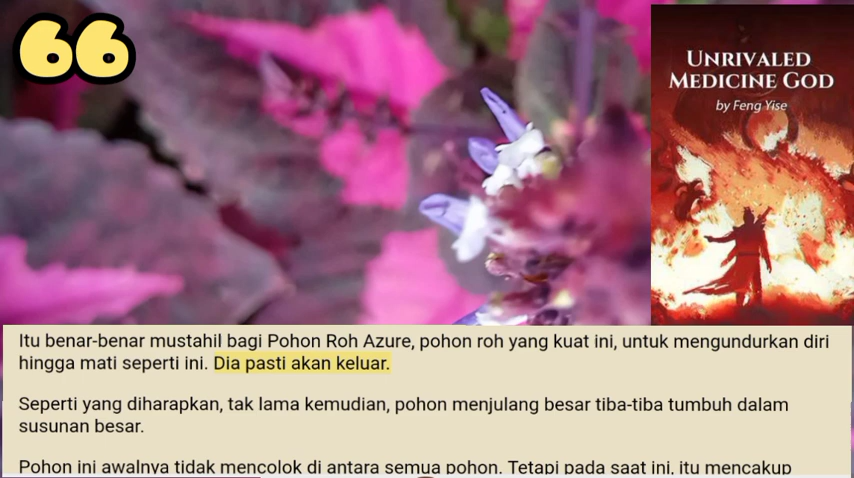 66
UNRIVALED
MEDICINE GOD
by Feng Yise
Itu benar-benar mustahil bagi Pohon Roh Azure, pohon roh yang kuat ini, untuk mengundurkan diri
hingga mati seperti ini. Dia pasti akan keluar.
Seperti yang diharapkan, tak lama kemudian, pohon menjulang besar tiba-tiba tumbuh dalam
susunan besar.
Pohon ini awalnya tidak mencolok di antara semua pohon. Tetapi pada saat ini, itu mencakup